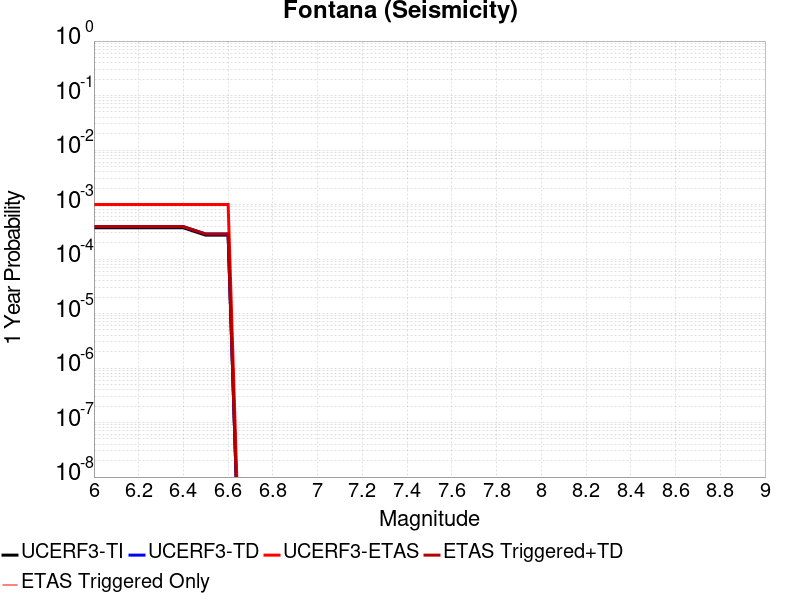 Fontana (Seismicity)
10^0
10^-1
10^-2
10^-3
10^-4
10^-5
10^-6
10^-7
10^-8
1 Year Probability
6 6.2 6.4 6.6 6.8 7 7.2 7.4 7.6 7.8 8 8.2 8.4 8.6 8.8 9
Magnitude
UCERF3-TI UCERF3-TD UCERF3-ETAS ETAS Triggered+TD
ETAS Triggered Only